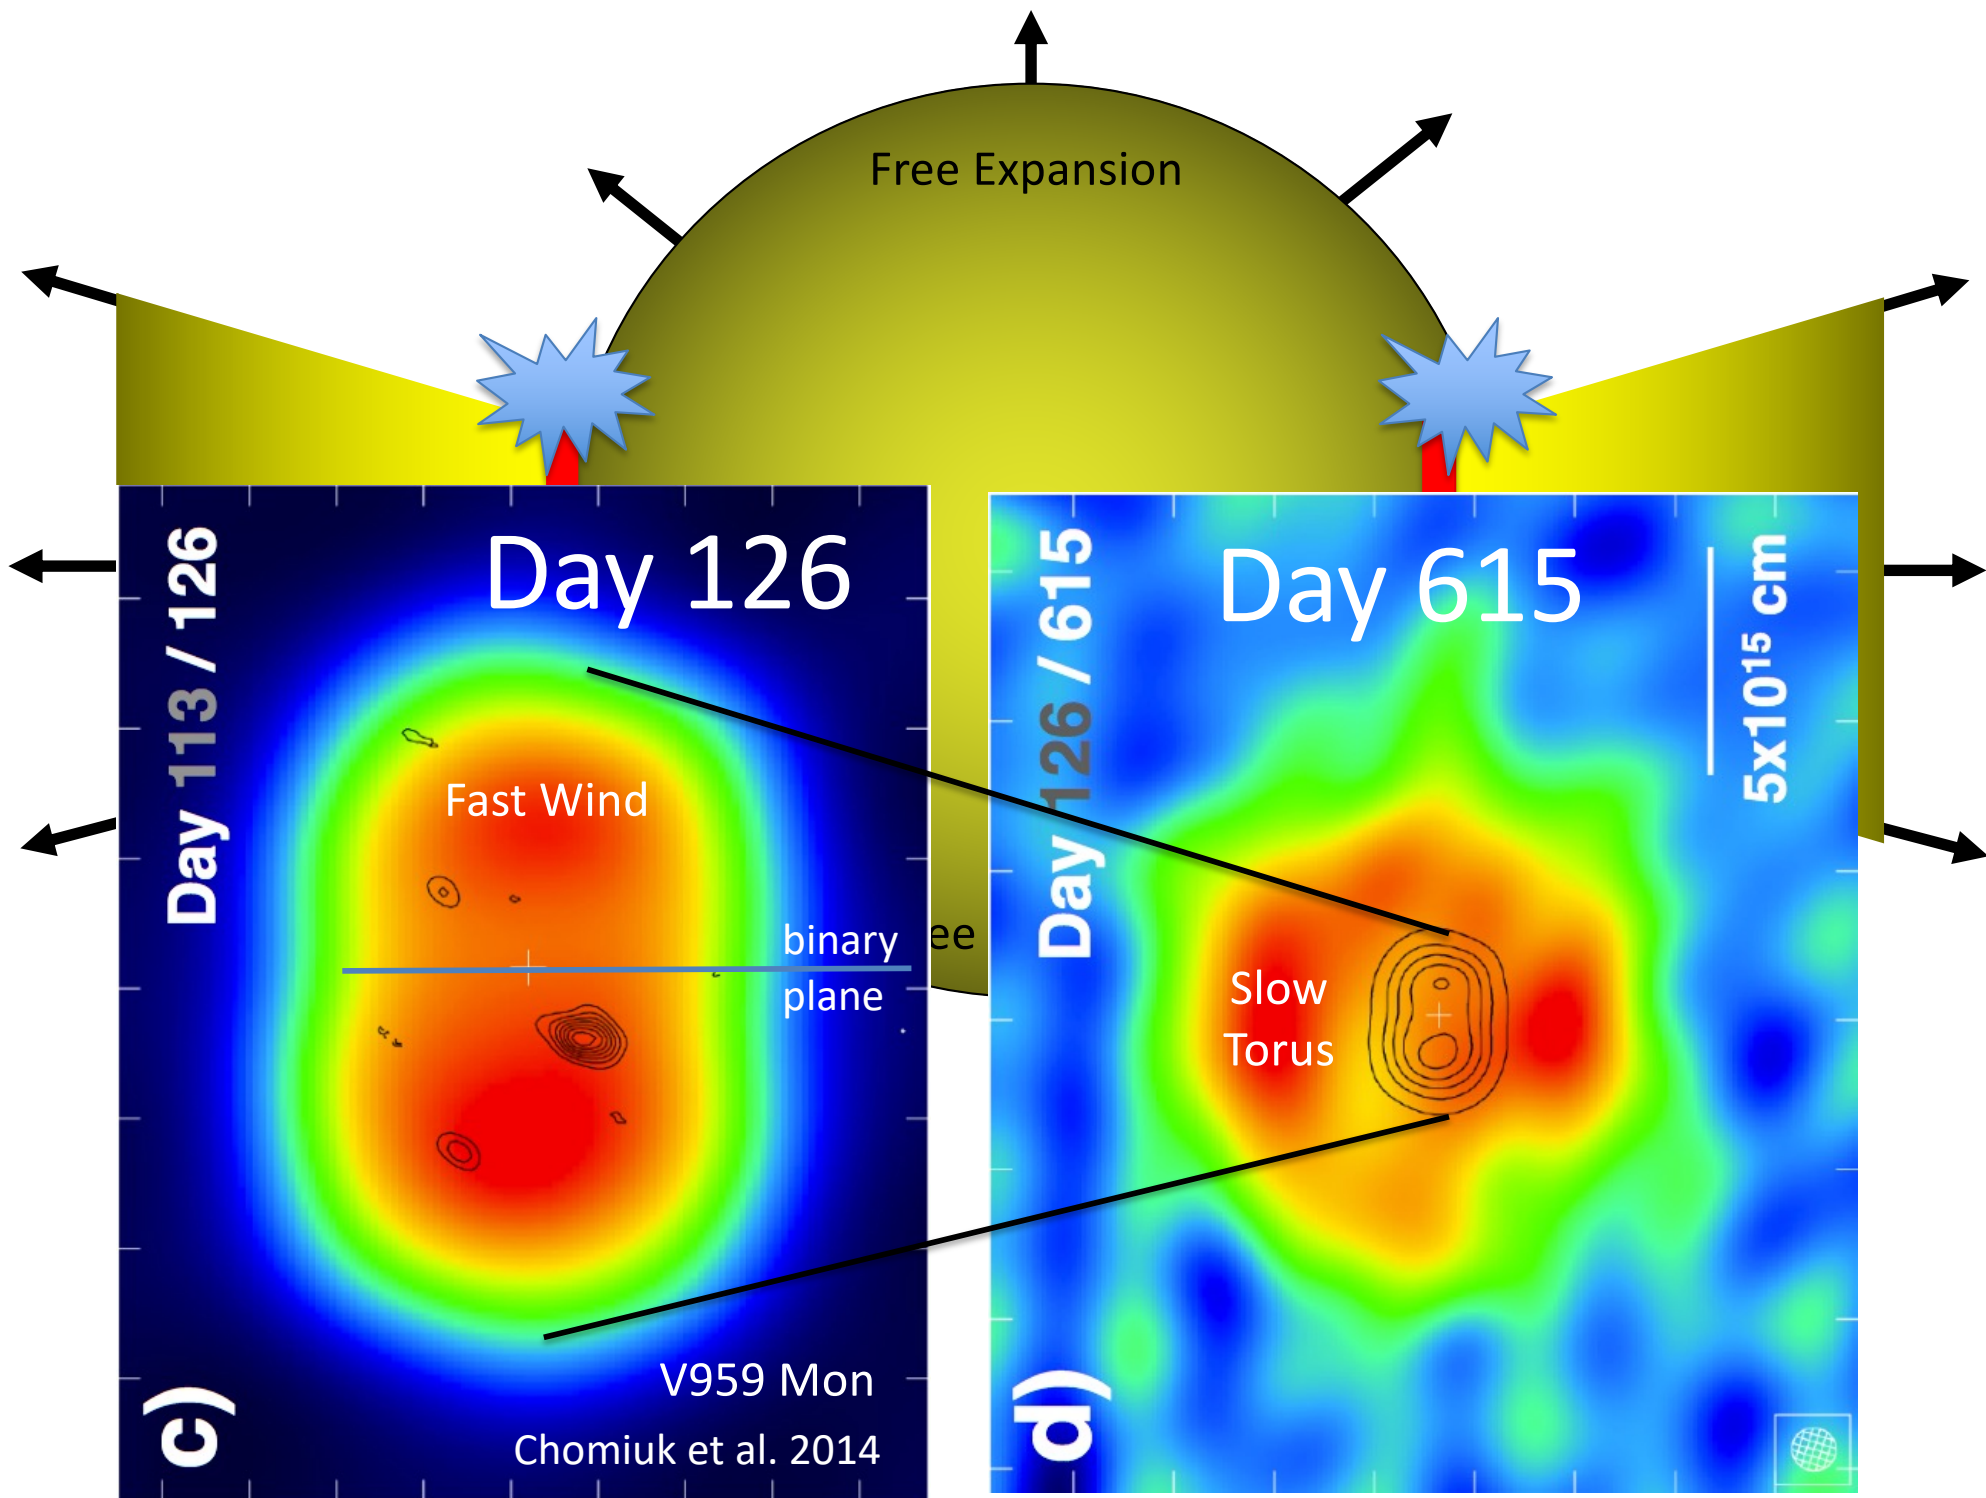 Free Expansion
Day 126
Day 113 / 126
Fast Wind
binary
plane
V959 Mon
Chomiuk et al. 2014
c)
ee
Day 615
Day 126 / 615
5x10¹⁵ cm
Slow
Torus
d)